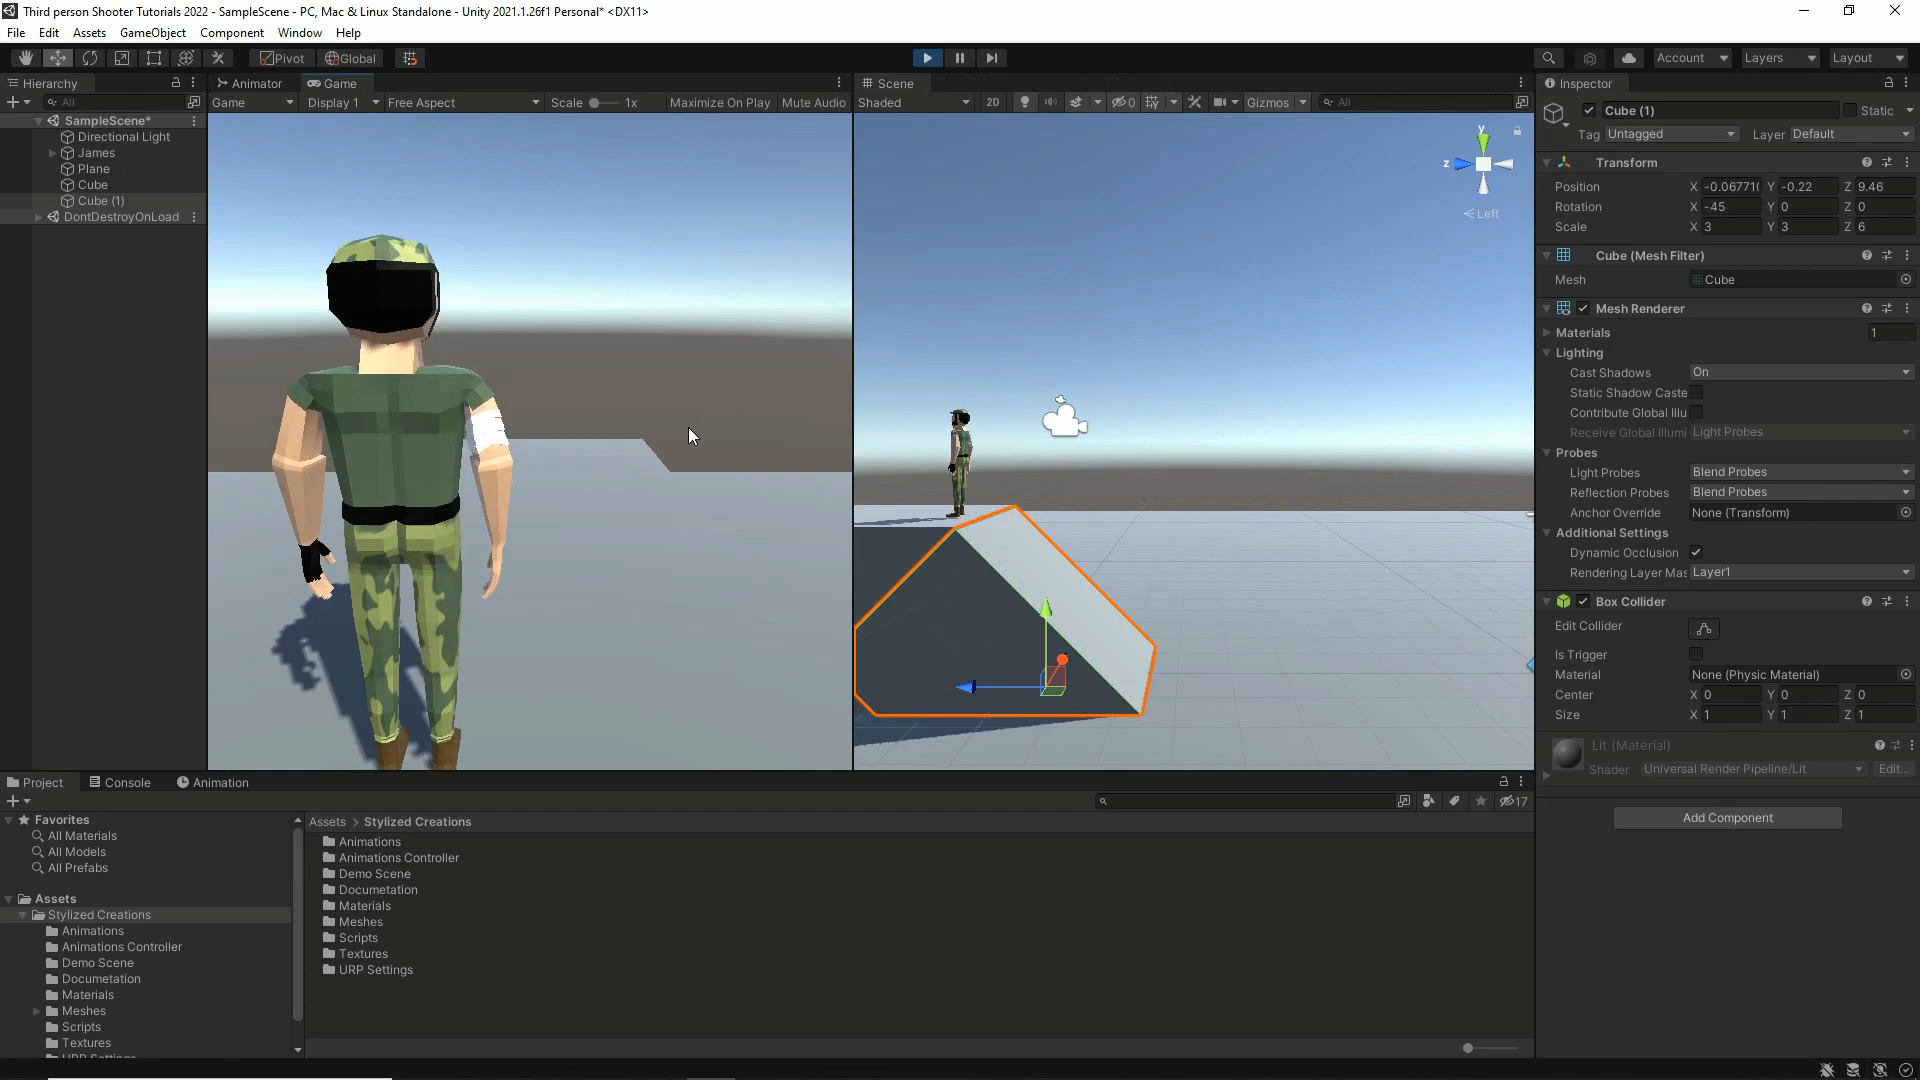 Third person Shooter Tutorials 2022 - SampleScene - PC, Mac & Linux Standalone - Unity 2021.1.26f1 Personal* <DX11>
File Edit Assets GameObject Component Window Help
Pivot Global Account Layers Layout
Hierarchy
All
SampleScene*
Directional Light
James
Plane
Cube
Cube (1)
DontDestroyOnLoad
Animator Game
Game Display 1 Free Aspect Scale 1x Maximize On Play Mute Audio
Scene
Shaded 2D 0 Gizmos All
y
z
Left
Inspector
Cube (1) Static
Tag Untagged Layer Default
Transform
Position X -0.06771( Y -0.22 Z 9.46
Rotation X -45 Y 0 Z 0
Scale X 3 Y 3 Z 6
Cube (Mesh Filter)
Mesh Cube
Mesh Renderer
Materials 1
Lighting
Cast Shadows On
Static Shadow Caste
Contribute Global Illu
Receive Global Illumi Light Probes
Probes
Light Probes Blend Probes
Reflection Probes Blend Probes
Anchor Override None (Transform)
Additional Settings
Dynamic Occlusion
Rendering Layer Mas Layer1
Box Collider
Edit Collider
Is Trigger
Material None (Physic Material)
Center X 0 Y 0 Z 0
Size X 1 Y 1 Z 1
Lit (Material)
Shader Universal Render Pipeline/Lit Edit...
Add Component
Project Console Animation
17
Favorites
All Materials
All Models
All Prefabs
Assets
Stylized Creations
Animations
Animations Controller
Demo Scene
Documetation
Materials
Meshes
Scripts
Textures
URP Settings
Assets > Stylized Creations
Animations
Animations Controller
Demo Scene
Documetation
Materials
Meshes
Scripts
Textures
URP Settings